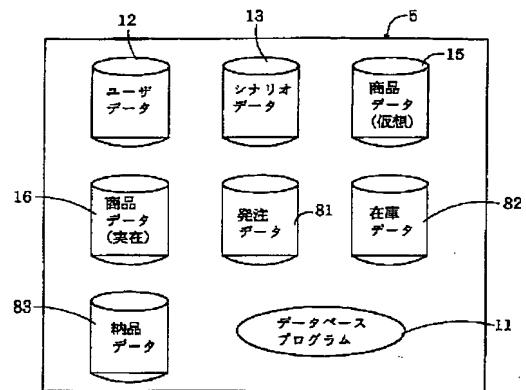 12
13
5
15
ユーザ
データ
シナリオ
データ
商品
データ
(仮想)
16
商品
データ
(実在)
発注
データ
81
在庫
データ
82
83
納品
データ
データベース
プログラム
11